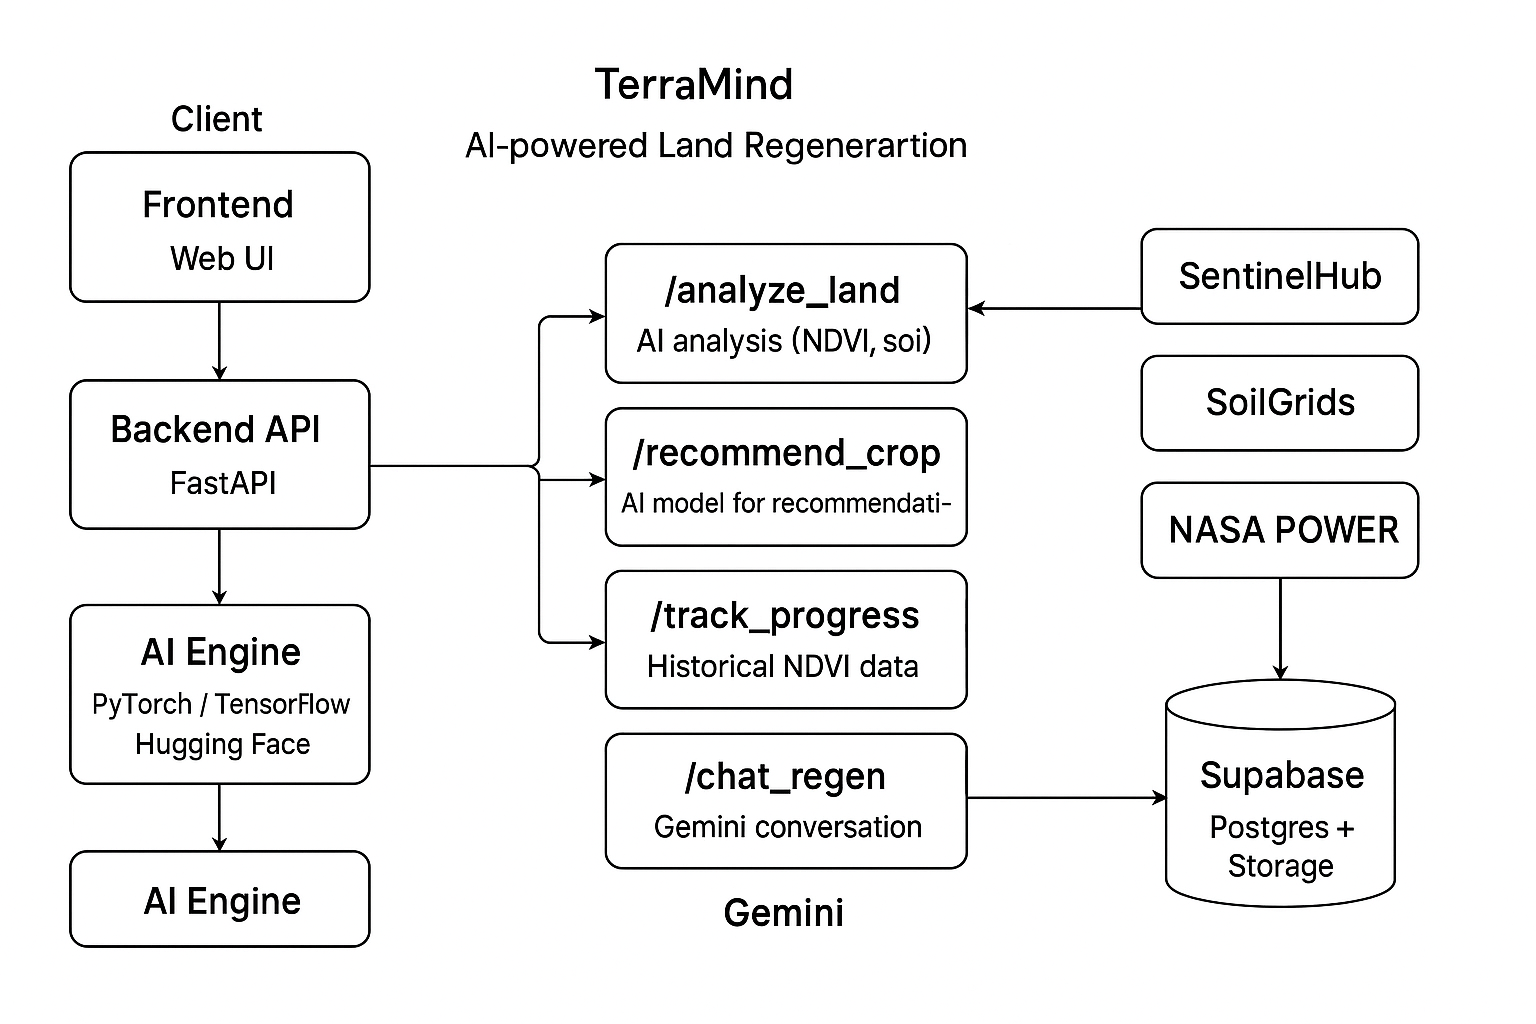 TerraMind
AI-powered Land Regenerartion
Client
Frontend
Web UI
Backend API
FastAPI
AI Engine
PyTorch / TensorFlow
Hugging Face
AI Engine
/analyze_land
AI analysis (NDVI, soi)
/recommend_crop
AI model for recommendati-
/track_progress
Historical NDVI data
/chat_regen
Gemini conversation
Gemini
SentinelHub
SoilGrids
NASA POWER
Supabase
Postgres +
Storage